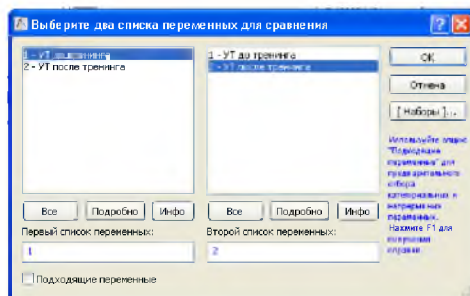 Выберите два списка переменных для сравнения
1 - УТ до тренинга
2 - УТ после тренинга
1 - УТ до тренинга
2 - УТ после тренинга
ОК
Отмена
[ Наборы ]...
Используйте опцию
"Подходящие
переменные" для
предварительного
отбора
категориальных и
непрерывных
переменных.
Нажмите F1 для
получения
справки.
Все
Подробно
Инфо
Все
Подробно
Инфо
Первый список переменных:
Второй список переменных:
1
2
Подходящие переменные